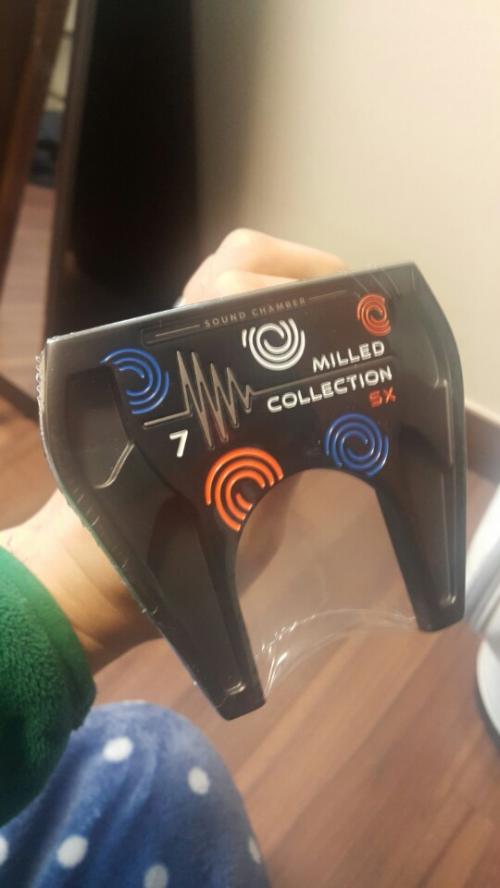 SOUND CHAMBER
MILLED
COLLECTION
SX
7